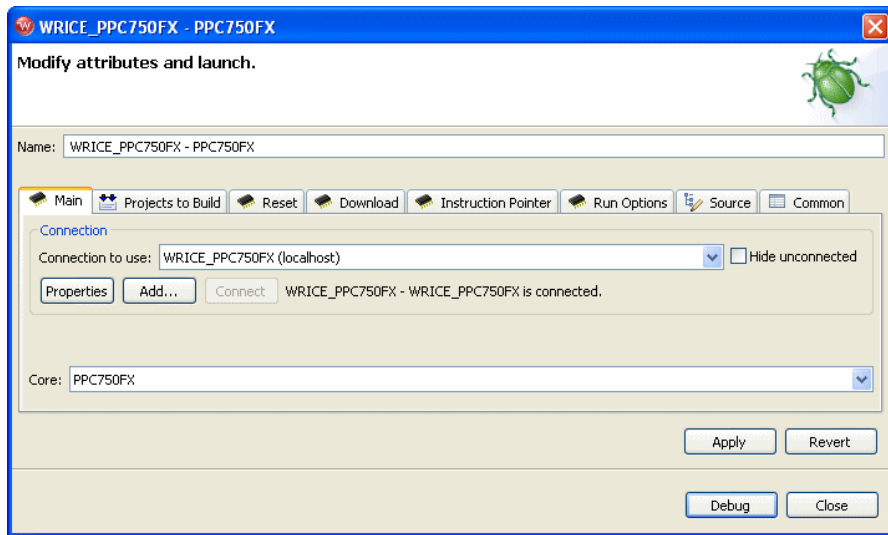 WRICE_PPC750FX - PPC750FX
Modify attributes and launch.
Name: WRICE_PPC750FX - PPC750FX
Main Projects to Build Reset Download Instruction Pointer Run Options Source Common
Connection
Connection to use: WRICE_PPC750FX (localhost) Hide unconnected
Properties Add... Connect WRICE_PPC750FX - WRICE_PPC750FX is connected.
Core: PPC750FX
Apply Revert
Debug Close